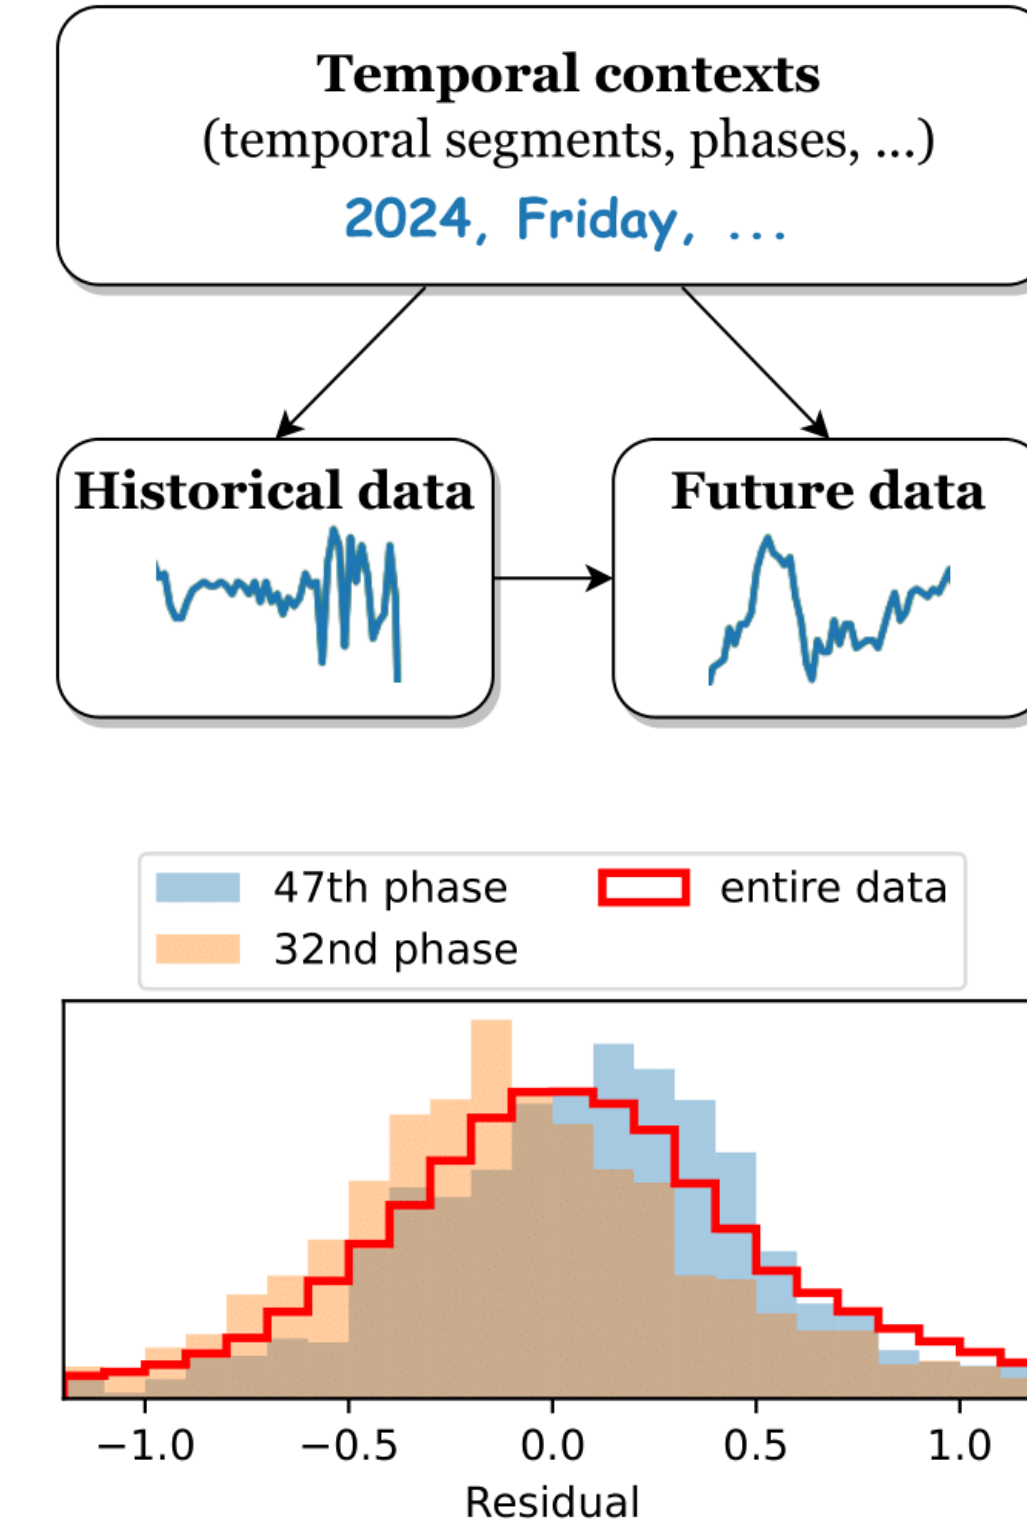 Temporal contexts
(temporal segments, phases, ...)
2024, Friday, ...
Historical data
Future data
47th phase
entire data
32nd phase
−1.0
−0.5
0.0
0.5
1.0
Residual